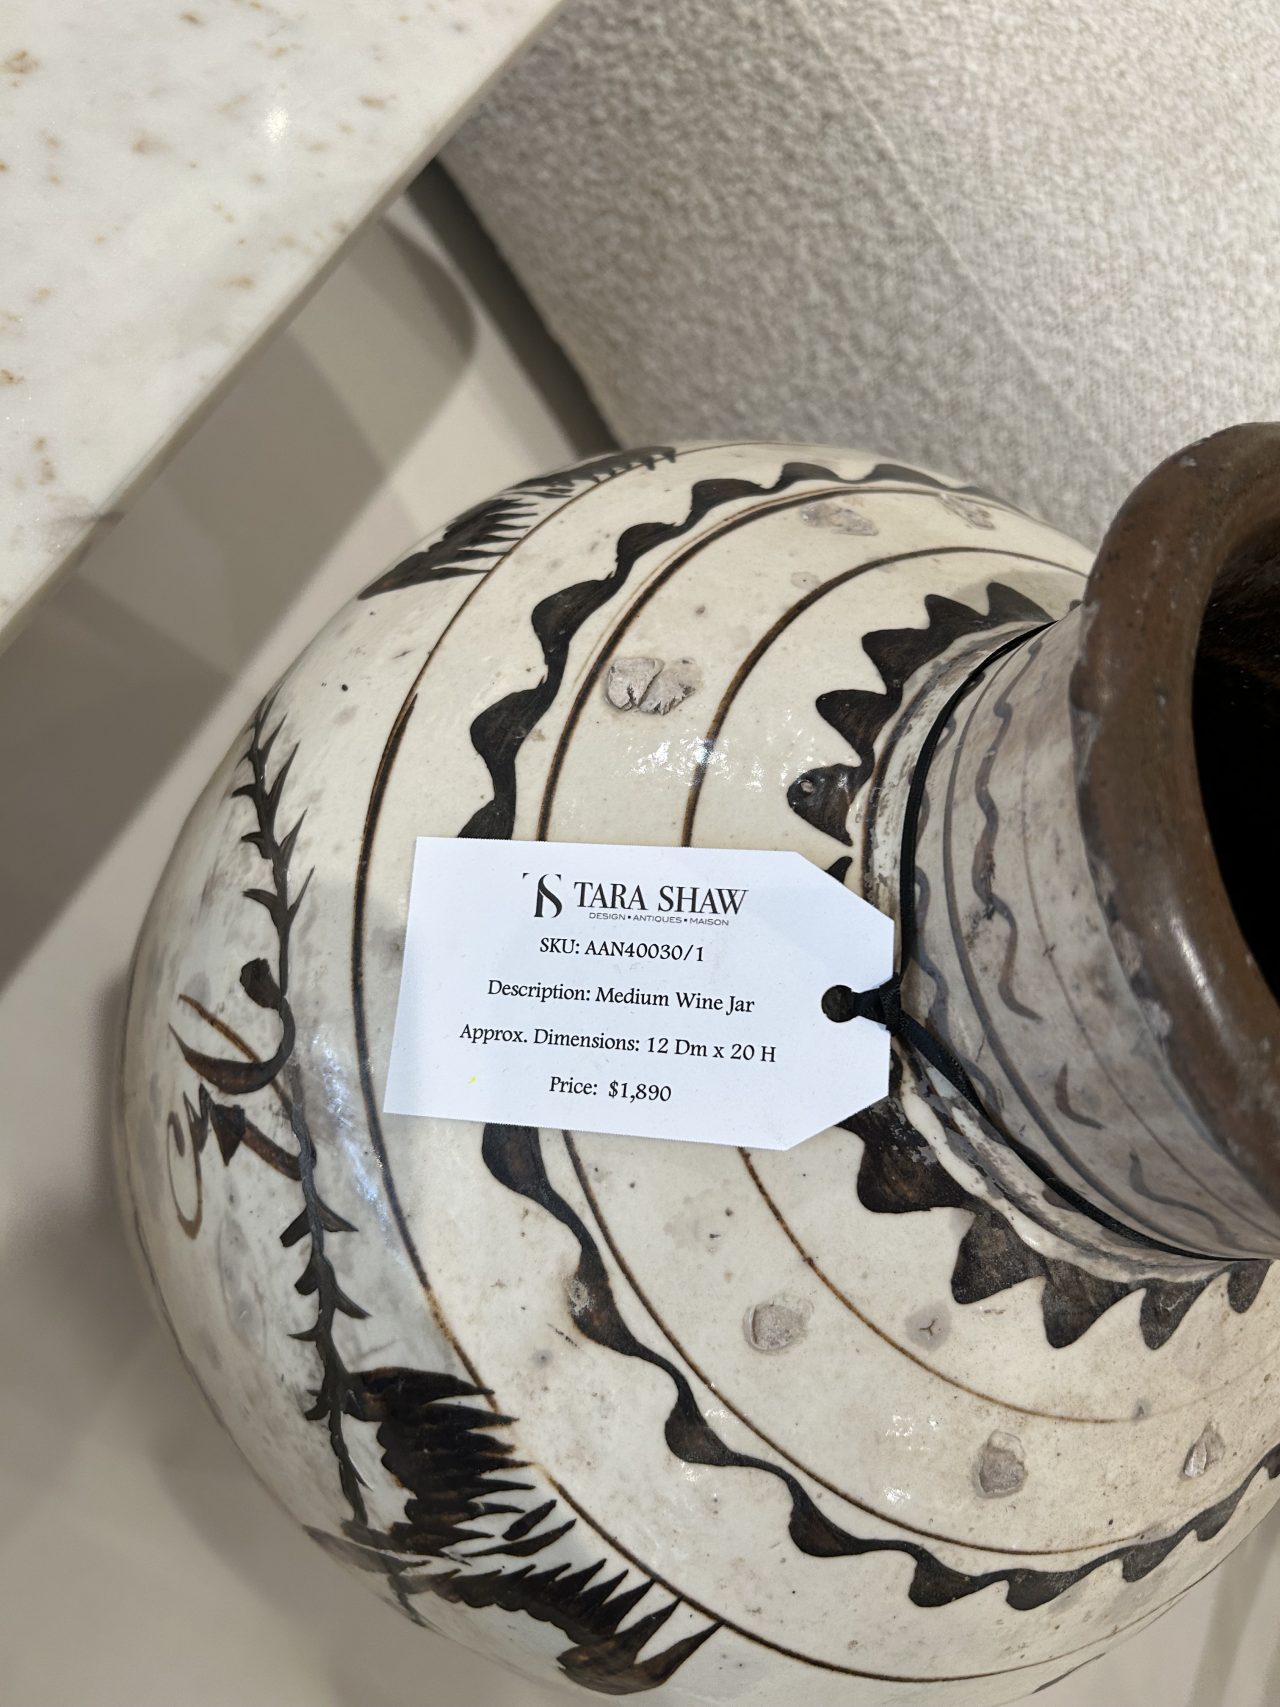 TS TARA SHAW
DESIGN • ANTIQUES • MAISON
SKU: AAN40030/1
Description: Medium Wine Jar
Approx. Dimensions: 12 Dm x 20 H
Price: $1,890